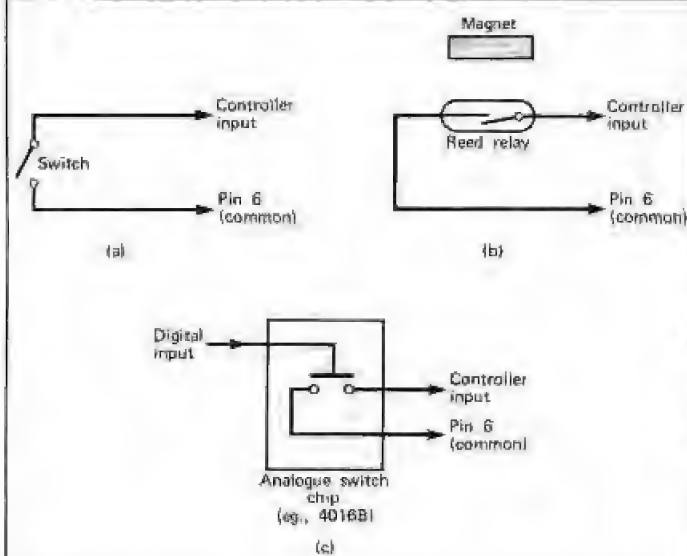 Controller
input
Switch
Pin 6
(common)
(a)
Magnet
Controller
input
Reed relay
Pin 6
(common)
(b)
Digital
input
Controller
input
Pin 6
(common)
Analogue switch
chip
(eg., 4016B)
(c)